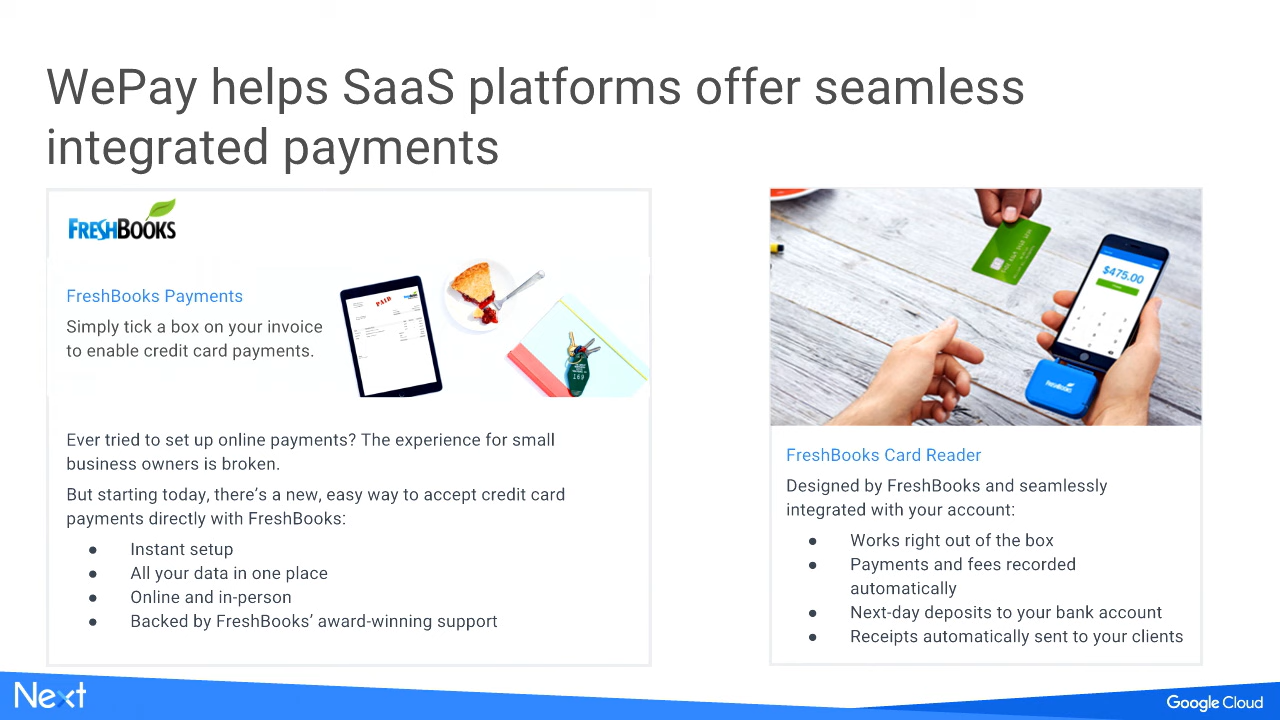 WePay helps SaaS platforms offer seamless
integrated payments
FRESHBOOKS
FreshBooks Payments
Simply tick a box on your invoice
to enable credit card payments.
PAID
169
Ever tried to set up online payments? The experience for small
business owners is broken.
But starting today, there's a new, easy way to accept credit card
payments directly with FreshBooks:
● Instant setup
● All your data in one place
● Online and in-person
● Backed by FreshBooks' award-winning support
$475.00
FRESHBOOKS
FreshBooks Card Reader
Designed by FreshBooks and seamlessly
integrated with your account:
● Works right out of the box
● Payments and fees recorded
automatically
● Next-day deposits to your bank account
● Receipts automatically sent to your clients
Next
Google Cloud